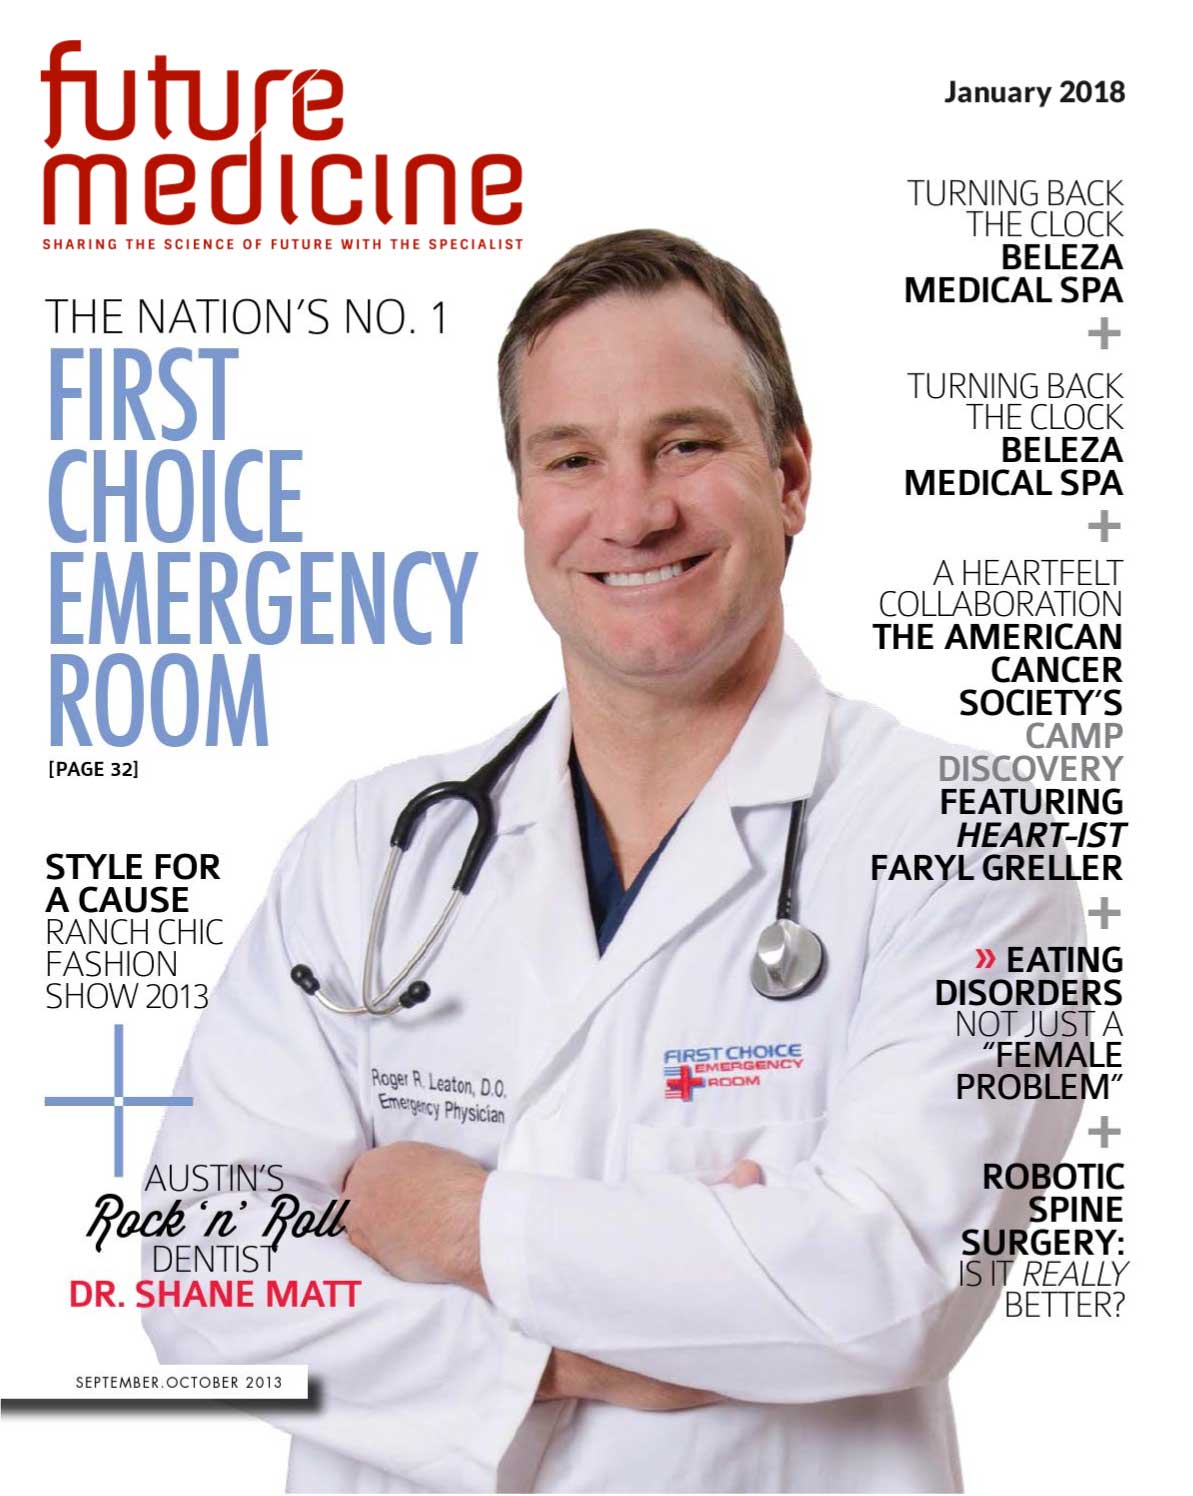 future
medicine
SHARING THE SCIENCE OF FUTURE WITH THE SPECIALIST
January 2018
THE NATION’S NO. 1
FIRST
CHOICE
EMERGENCY
ROOM
[PAGE 32]
STYLE FOR
A CAUSE
RANCH CHIC
FASHION
SHOW 2013
AUSTIN’S
Rock ‘n’ Roll
DENTIST
DR. SHANE MATT
SEPTEMBER.OCTOBER 2013
TURNING BACK
THE CLOCK
BELEZA
MEDICAL SPA
+
TURNING BACK
THE CLOCK
BELEZA
MEDICAL SPA
+
A HEARTFELT
COLLABORATION
THE AMERICAN
CANCER
SOCIETY’S
CAMP
DISCOVERY
FEATURING
HEART-IST
FARYL GRELLER
+
» EATING
DISORDERS
NOT JUST A
“FEMALE
PROBLEM”
+
ROBOTIC
SPINE
SURGERY:
IS IT REALLY
BETTER?
Roger R. Leaton, D.O.
Emergency Physician
FIRST CHOICE
EMERGENCY
ROOM